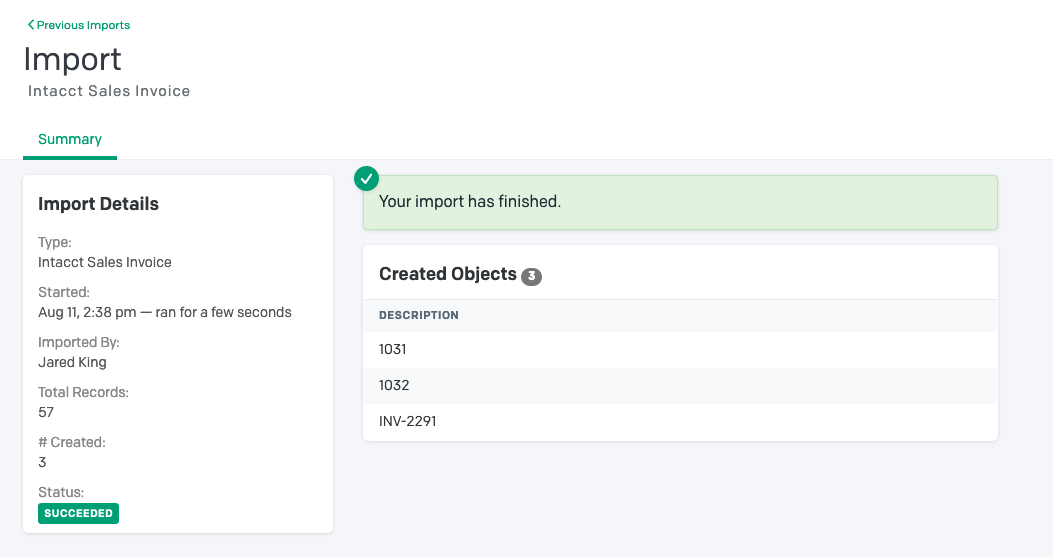 Previous Imports
Import
Intacct Sales Invoice
Summary
Import Details
Type:
Intacct Sales Invoice
Started:
Aug 11, 2:38 pm — ran for a few seconds
Imported By:
Jared King
Total Records:
57
# Created:
3
Status:
SUCCEEDED
Your import has finished.
Created Objects 3
DESCRIPTION
1031
1032
INV-2291